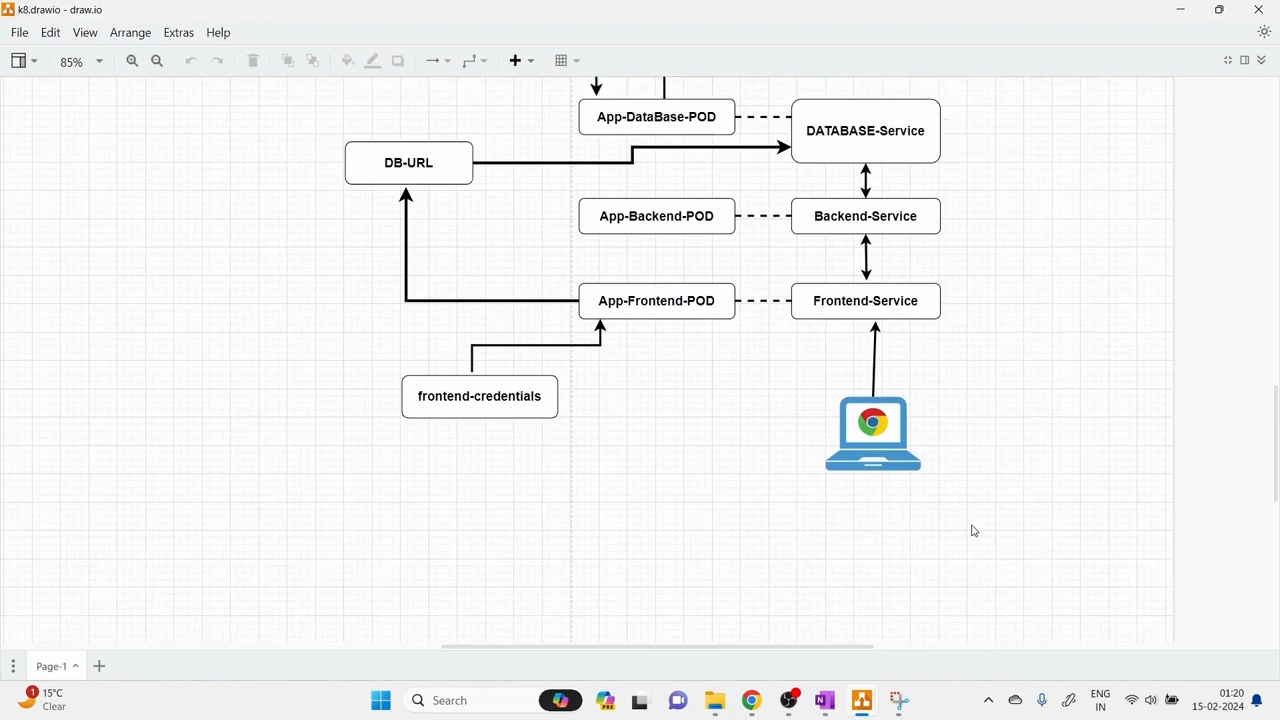 k8.drawio - draw.io
File Edit View Arrange Extras Help
85%
App-DataBase-POD
DATABASE-Service
DB-URL
App-Backend-POD
Backend-Service
App-Frontend-POD
Frontend-Service
frontend-credentials
Page-1
1
15°C
Search
PRE
ENG
IN
01:20
15-02-2024